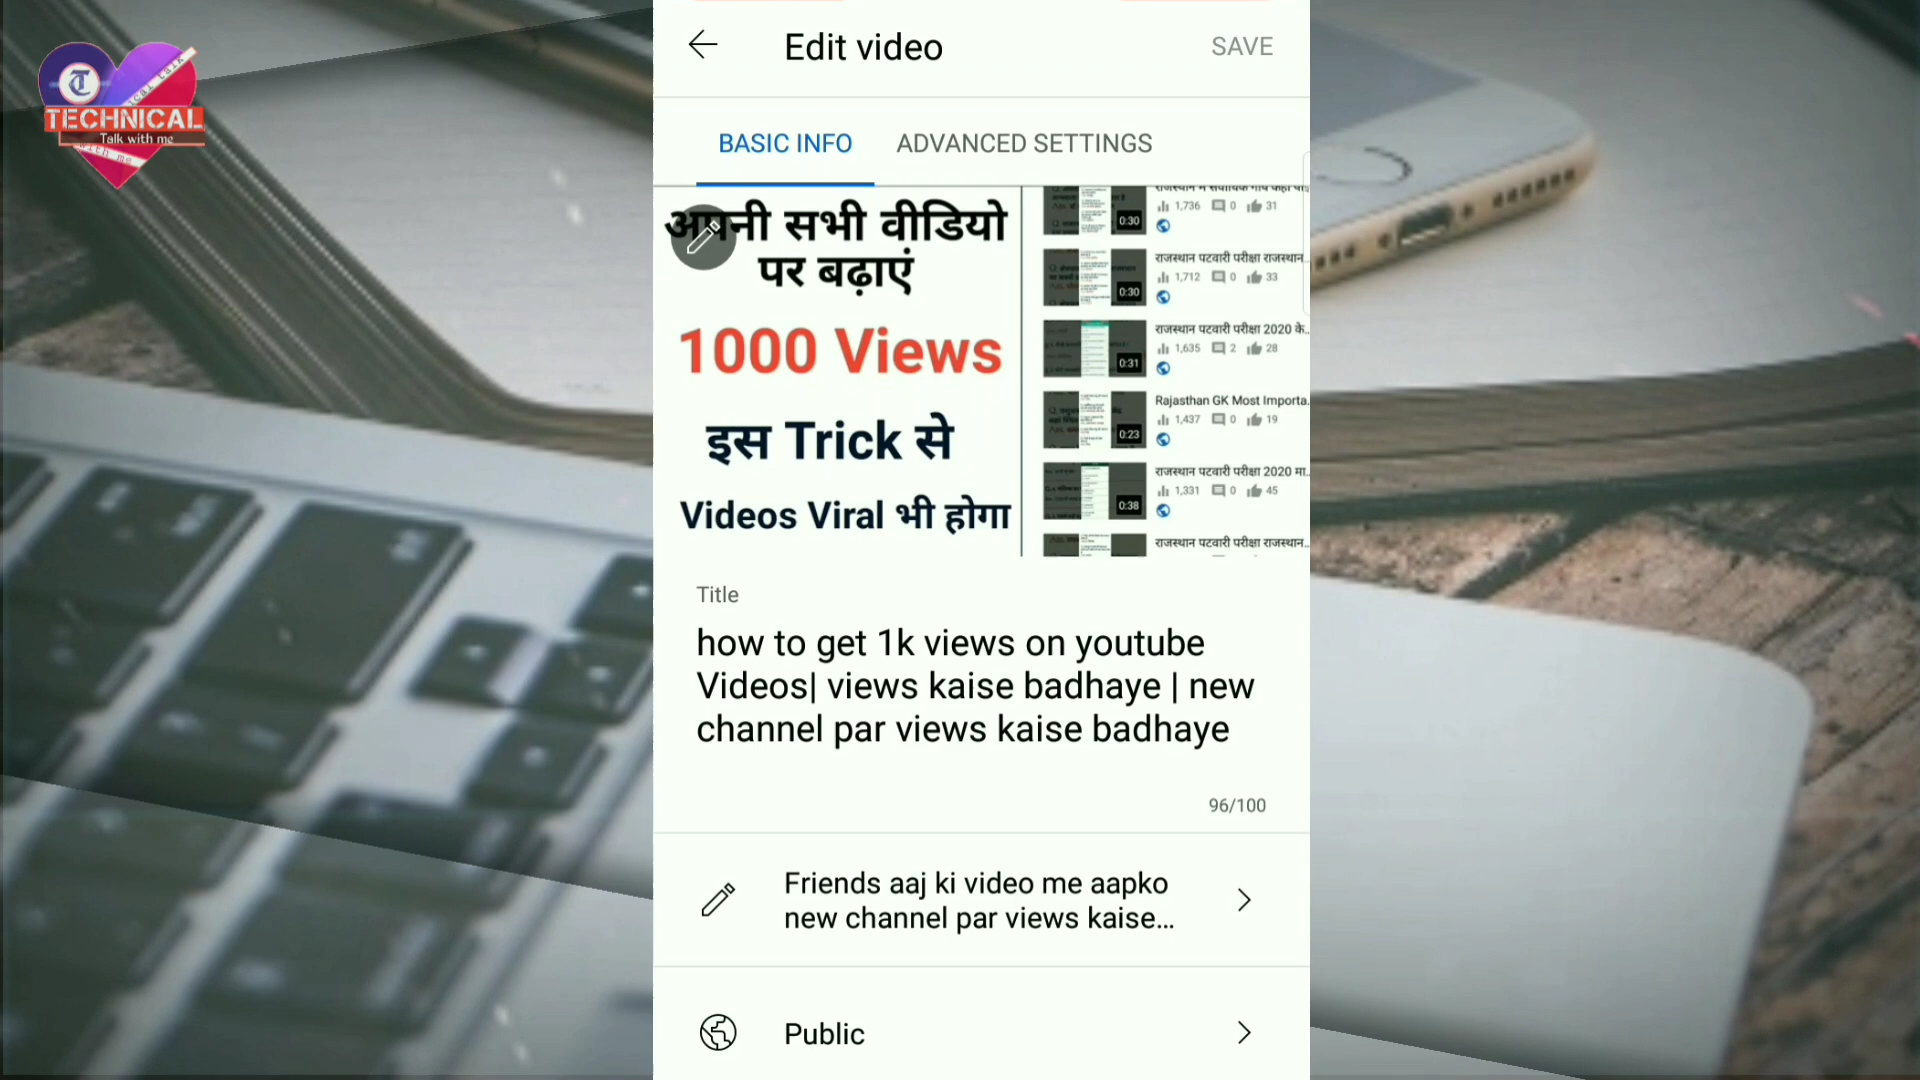 TECHNICAL
Talk with me
Edit video
SAVE
BASIC INFO
ADVANCED SETTINGS
अपनी सभी वीडियो
पर बढ़ाएं
1000 Views
इस Trick से
Videos Viral भी होगा
0:30
1,736 0 31
राजस्थान पटवारी परीक्षा राजस्थान...
0:30
1,712 0 33
राजस्थान पटवारी परीक्षा 2020 के...
0:31
1,635 2 28
Rajasthan GK Most Importa...
0:23
1,437 0 19
राजस्थान पटवारी परीक्षा 2020 मा...
0:38
1,331 0 45
राजस्थान पटवारी परीक्षा राजस्थान...
Title
how to get 1k views on youtube
Videos| views kaise badhaye | new
channel par views kaise badhaye
96/100
Friends aaj ki video me aapko
new channel par views kaise...
Public